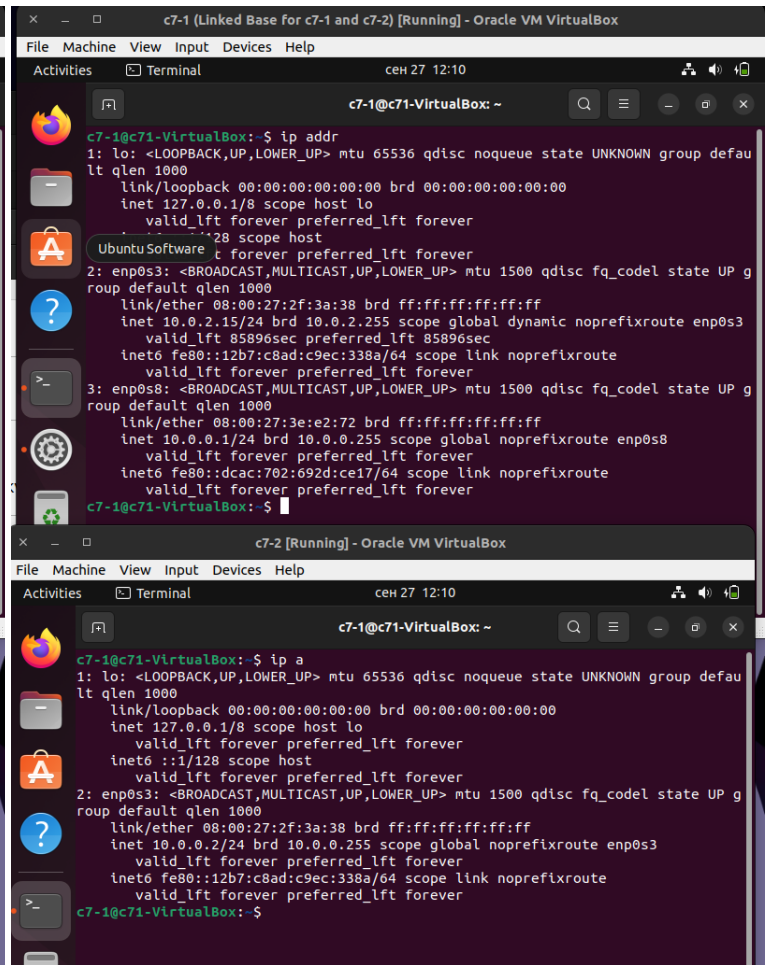 c7-1 (Linked Base for c7-1 and c7-2) [Running] - Oracle VM VirtualBox
File Machine View Input Devices Help
Activities Terminal сен 27 12:10
c7-1@c71-VirtualBox: ~
c7-1@c71-VirtualBox:~$ ip addr
1: lo: <LOOPBACK,UP,LOWER_UP> mtu 65536 qdisc noqueue state UNKNOWN group defau
lt qlen 1000
link/loopback 00:00:00:00:00:00 brd 00:00:00:00:00:00
inet 127.0.0.1/8 scope host lo
valid_lft forever preferred_lft forever
28 scope host
Ubuntu Software
t forever preferred_lft forever
2: enp0s3: <BROADCAST,MULTICAST,UP,LOWER_UP> mtu 1500 qdisc fq_codel state UP g
roup default qlen 1000
link/ether 08:00:27:2f:3a:38 brd ff:ff:ff:ff:ff:ff
inet 10.0.2.15/24 brd 10.0.2.255 scope global dynamic noprefixroute enp0s3
valid_lft 85896sec preferred_lft 85896sec
inet6 fe80::12b7:c8ad:c9ec:338a/64 scope link noprefixroute
valid_lft forever preferred_lft forever
3: enp0s8: <BROADCAST,MULTICAST,UP,LOWER_UP> mtu 1500 qdisc fq_codel state UP g
roup default qlen 1000
link/ether 08:00:27:3e:e2:72 brd ff:ff:ff:ff:ff:ff
inet 10.0.0.1/24 brd 10.0.0.255 scope global noprefixroute enp0s8
valid_lft forever preferred_lft forever
inet6 fe80::dcac:702:692d:ce17/64 scope link noprefixroute
valid_lft forever preferred_lft forever
c7-1@c71-VirtualBox:~$
c7-2 [Running] - Oracle VM VirtualBox
File Machine View Input Devices Help
Activities Terminal сен 27 12:10
c7-1@c71-VirtualBox: ~
c7-1@c71-VirtualBox:~$ ip a
1: lo: <LOOPBACK,UP,LOWER_UP> mtu 65536 qdisc noqueue state UNKNOWN group defau
lt qlen 1000
link/loopback 00:00:00:00:00:00 brd 00:00:00:00:00:00
inet 127.0.0.1/8 scope host lo
valid_lft forever preferred_lft forever
inet6 ::1/128 scope host
valid_lft forever preferred_lft forever
2: enp0s3: <BROADCAST,MULTICAST,UP,LOWER_UP> mtu 1500 qdisc fq_codel state UP g
roup default qlen 1000
link/ether 08:00:27:2f:3a:38 brd ff:ff:ff:ff:ff:ff
inet 10.0.0.2/24 brd 10.0.0.255 scope global noprefixroute enp0s3
valid_lft forever preferred_lft forever
inet6 fe80::12b7:c8ad:c9ec:338a/64 scope link noprefixroute
valid_lft forever preferred_lft forever
c7-1@c71-VirtualBox:~$